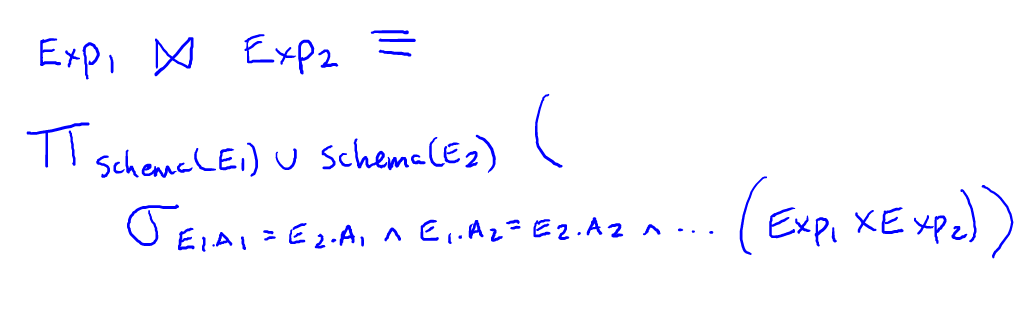 Exp₁ ⋈ Exp₂ ≡
Π schema(E₁) ∪ schema(E₂) (
σ E₁.A₁ = E₂.A₁ ∧ E₁.A₂ = E₂.A₂ ∧ ... (Exp₁ × Exp₂))